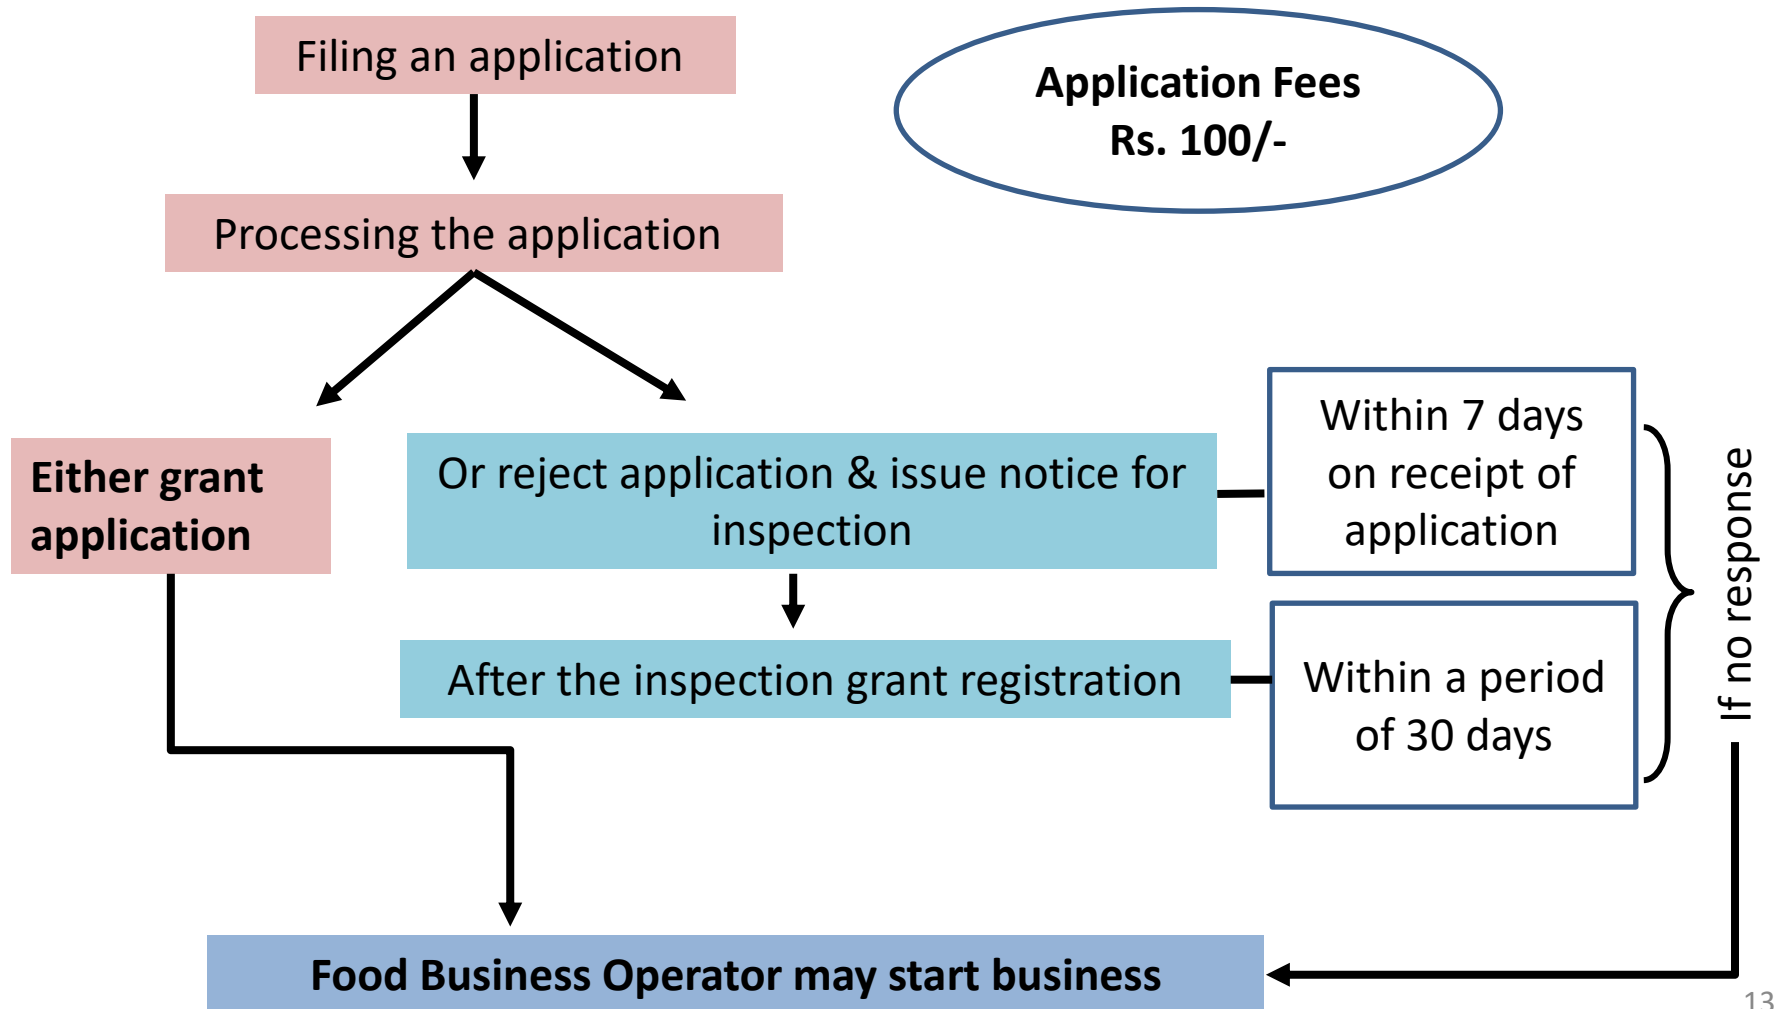 Filing an application
Application Fees
Rs. 100/-
Processing the application
Either grant
application
Or reject application & issue notice for
inspection
Within 7 days
on receipt of
application
After the inspection grant registration
Within a period
of 30 days
If no response
Food Business Operator may start business
13